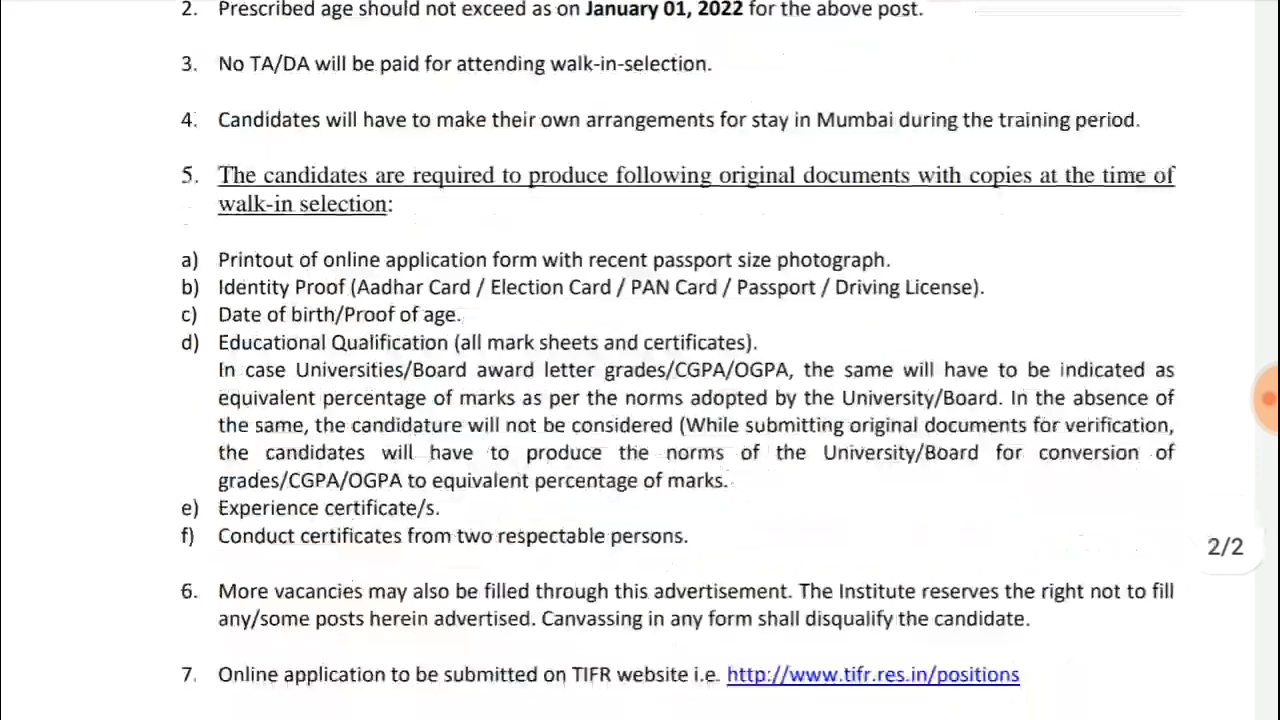 2. Prescribed age should not exceed as on January 01, 2022 for the above post.
3. No TA/DA will be paid for attending walk-in-selection.
4. Candidates will have to make their own arrangements for stay in Mumbai during the training period.
5. The candidates are required to produce following original documents with copies at the time of
walk-in selection:
a) Printout of online application form with recent passport size photograph.
b) Identity Proof (Aadhar Card / Election Card / PAN Card / Passport / Driving License).
c) Date of birth/Proof of age.
d) Educational Qualification (all mark sheets and certificates).
In case Universities/Board award letter grades/CGPA/OGPA, the same will have to be indicated as
equivalent percentage of marks as per the norms adopted by the University/Board. In the absence of
the same, the candidature will not be considered (While submitting original documents for verification,
the candidates will have to produce the norms of the University/Board for conversion of
grades/CGPA/OGPA to equivalent percentage of marks.
e) Experience certificate/s.
f) Conduct certificates from two respectable persons.
2/2
6. More vacancies may also be filled through this advertisement. The Institute reserves the right not to fill
any/some posts herein advertised. Canvassing in any form shall disqualify the candidate.
7. Online application to be submitted on TIFR website i.e. http://www.tifr.res.in/positions